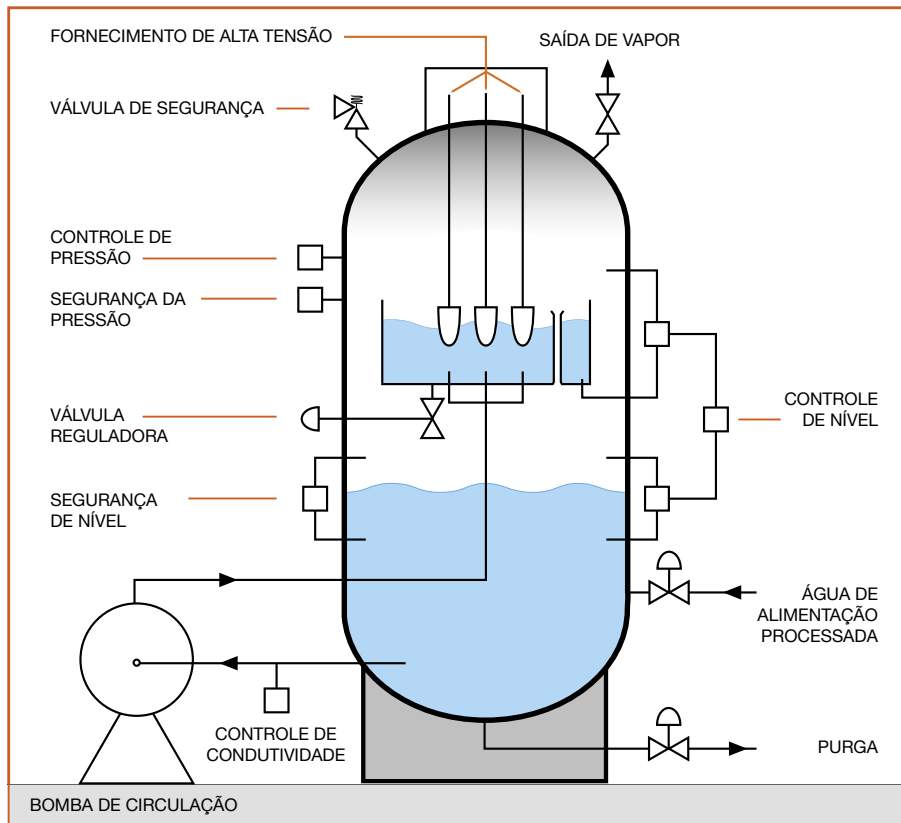 FORNECIMENTO DE ALTA TENSÃO
SAÍDA DE VAPOR
VÁLVULA DE SEGURANÇA
CONTROLE DE
PRESSÃO
SEGURANÇA DA
PRESSÃO
VÁLVULA
REGULADORA
CONTROLE
DE NÍVEL
SEGURANÇA
DE NÍVEL
ÁGUA DE
ALIMENTAÇÃO
PROCESSADA
CONTROLE DE
CONDUTIVIDADE
PURGA
BOMBA DE CIRCULAÇÃO